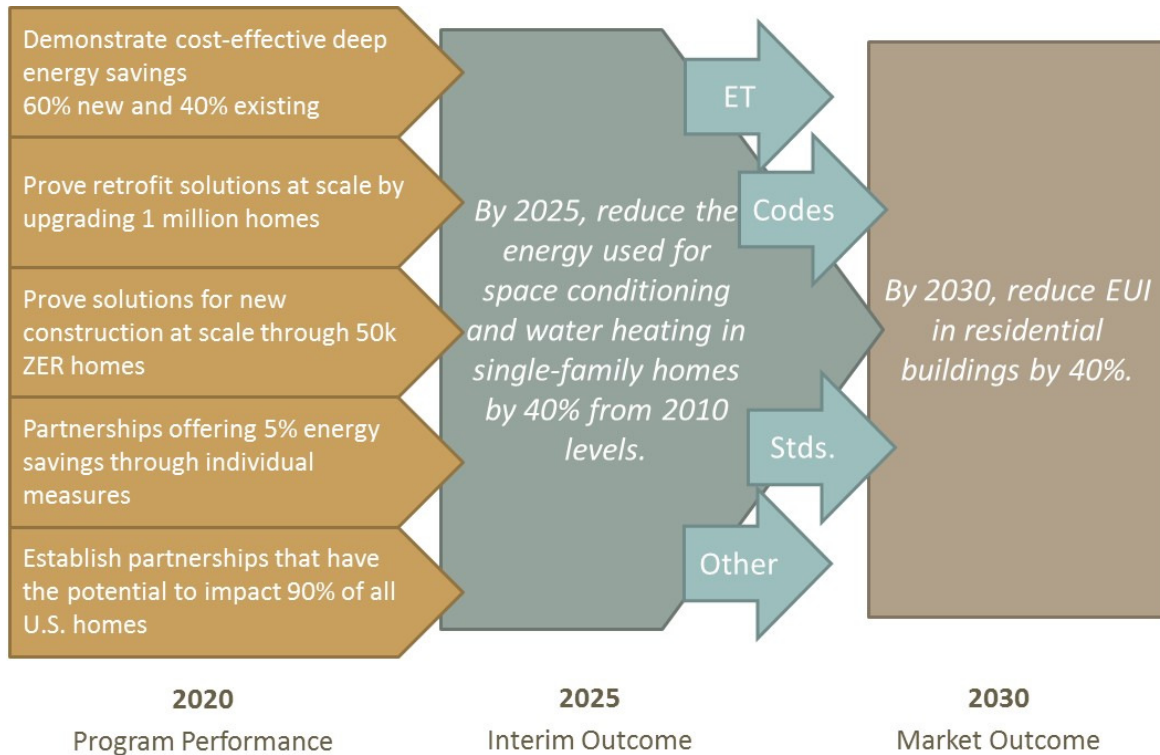 Demonstrate cost-effective deep
energy savings
60% new and 40% existing
Prove retrofit solutions at scale by
upgrading 1 million homes
Prove solutions for new
construction at scale through 50k
ZER homes
Partnerships offering 5% energy
savings through individual
measures
Establish partnerships that have
the potential to impact 90% of all
U.S. homes
By 2025, reduce the
energy used for
space conditioning
and water heating in
single-family homes
by 40% from 2010
levels.
ET
Codes
Stds.
Other
By 2030, reduce EUI
in residential
buildings by 40%.
2020
Program Performance
2025
Interim Outcome
2030
Market Outcome